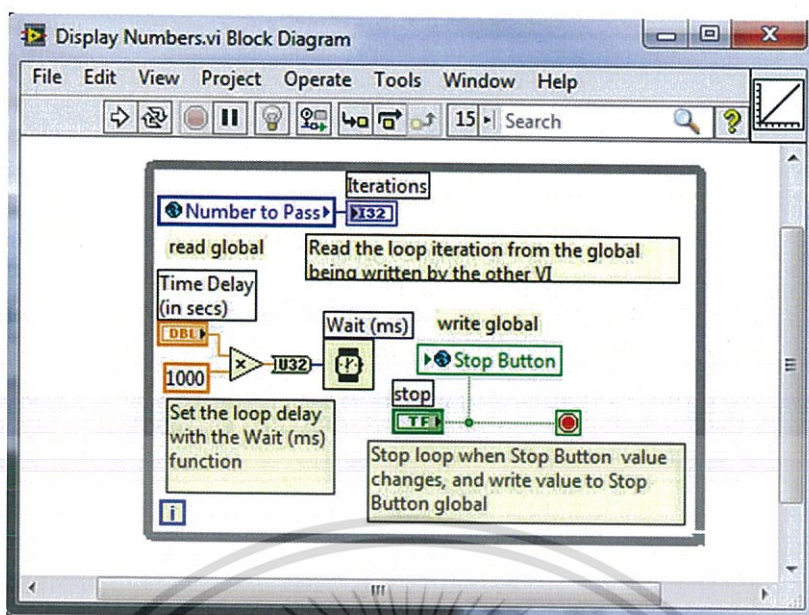 Display Numbers.vi Block Diagram
File Edit View Project Operate Tools Window Help
15 Search
Iterations
Number to Pass
I32
read global
Read the loop iteration from the global
being written by the other VI
Time Delay
(in secs)
DBL
Wait (ms)
write global
Stop Button
1000
x
U32
stop
TF
Set the loop delay
with the Wait (ms)
function
Stop loop when Stop Button value
changes, and write value to Stop
Button global
i